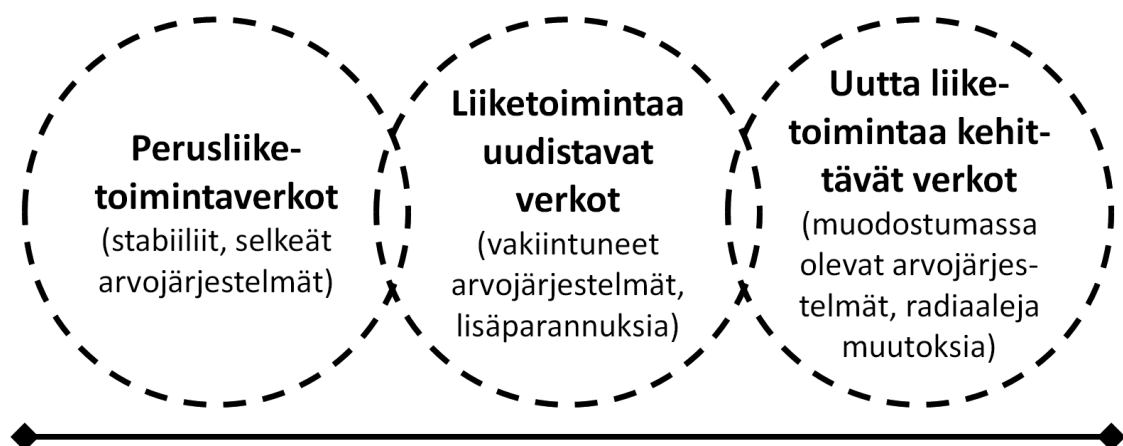 Perusliike-
toimintaverkot
(stabiilit, selkeät
arvojärjestelmät)
Liiketoimintaa
uudistavat
verkot
(vakiintuneet
arvojärjestelmät,
lisäparannuksia)
Uutta liike-
toimintaa kehit-
tävät verkot
(muodostumassa
olevat arvojärjes-
telmät, radiaaleja
muutoksia)